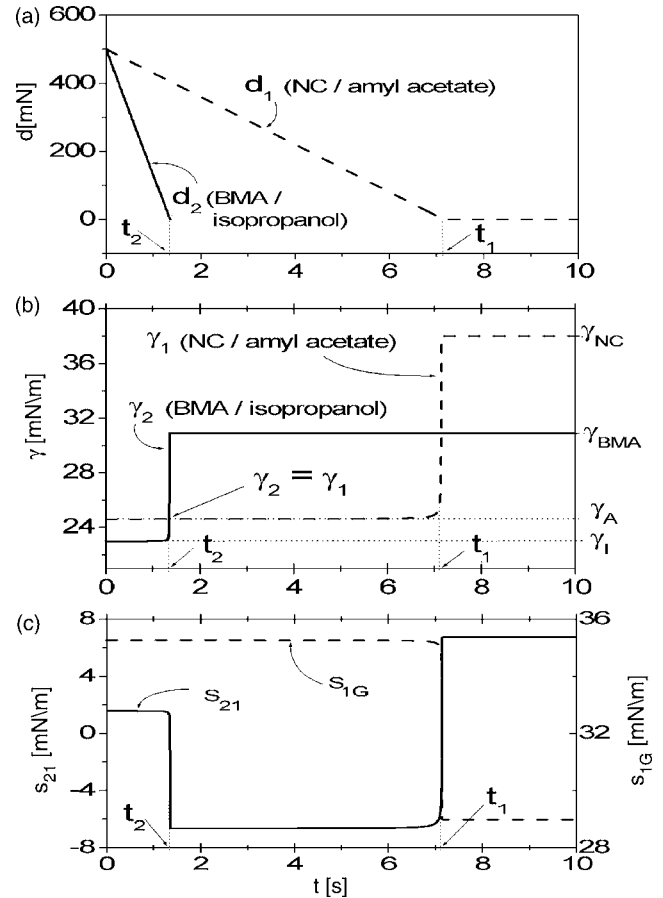 (a)
600
400
200
0
d[mN]
d₁ (NC / amyl acetate)
d₂ (BMA / isopropanol)
t₂
t₁
0 2 4 6 8 10
(b)
40
36
32
28
24
γ [mN\m]
γ₁ (NC / amyl acetate)
γ₂ (BMA / isopropanol)
γ₂ = γ₁
γNC
γBMA
γA
γI
t₂
t₁
0 2 4 6 8 10
(c)
8
4
0
-4
-8
s₂₁ [mN\m]
s₂₁
s₁G
36
32
28
s₁G [mN\m]
t₂
t₁
0 2 4 6 8 10
t [s]